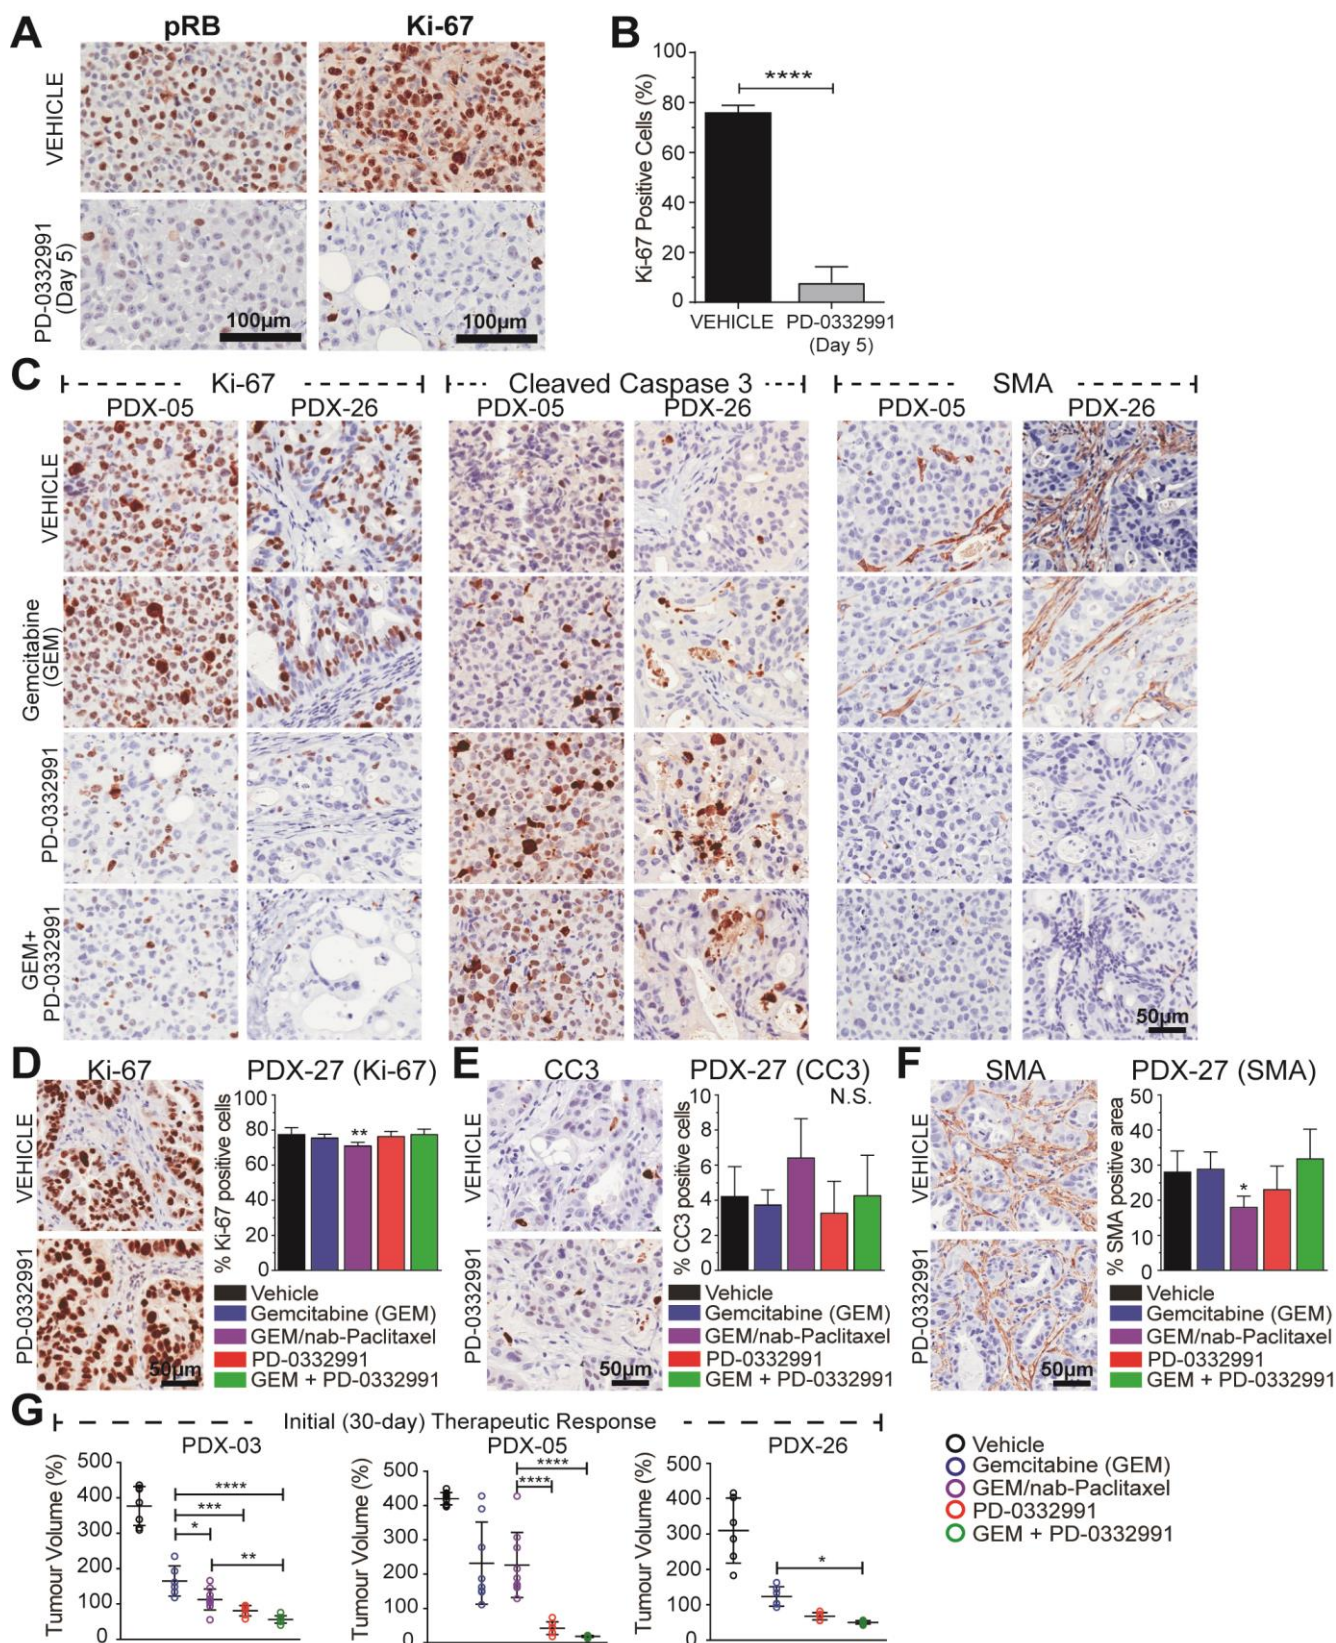 A
pRB
Ki-67
VEHICLE
PD-0332991
(Day 5)
100µm
100µm
B
Ki-67 Positive Cells (%)
100
80
60
40
20
0
****
VEHICLE
PD-0332991
(Day 5)
C
Ki-67
Cleaved Caspase 3
SMA
PDX-05
PDX-26
PDX-05
PDX-26
PDX-05
PDX-26
VEHICLE
Gemcitabine
(GEM)
PD-0332991
GEM+
PD-0332991
50µm
D
Ki-67
PDX-27 (Ki-67)
VEHICLE
PD-0332991
50µm
% Ki-67 positive cells
100
80
60
40
20
0
**
Vehicle
Gemcitabine (GEM)
GEM/nab-Paclitaxel
PD-0332991
GEM + PD-0332991
E
CC3
PDX-27 (CC3)
N.S.
VEHICLE
PD-0332991
50µm
% CC3 positive cells
10
8
6
4
2
0
Vehicle
Gemcitabine (GEM)
GEM/nab-Paclitaxel
PD-0332991
GEM + PD-0332991
F
SMA
PDX-27 (SMA)
VEHICLE
PD-0332991
50µm
% SMA positive area
50
40
30
20
10
0
*
Vehicle
Gemcitabine (GEM)
GEM/nab-Paclitaxel
PD-0332991
GEM + PD-0332991
G
Initial (30-day) Therapeutic Response
PDX-03
Tumour Volume (%)
500
400
300
200
100
0
****
***
*
**
PDX-05
Tumour Volume (%)
500
400
300
200
100
0
****
****
PDX-26
Tumour Volume (%)
500
400
300
200
100
0
*
Vehicle
Gemcitabine (GEM)
GEM/nab-Paclitaxel
PD-0332991
GEM + PD-0332991